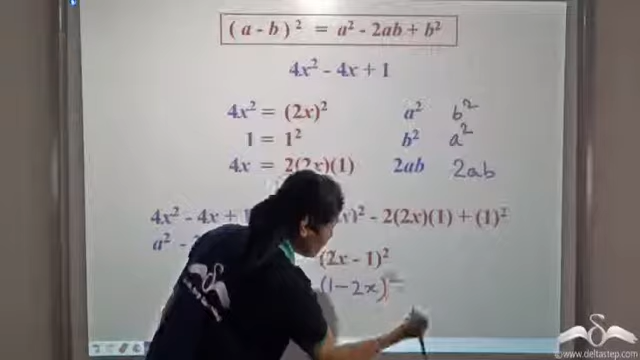 (a - b)² = a² - 2ab + b²
4x² - 4x + 1
4x² = (2x)² a² b²
1 = 1² b² a²
4x = 2(2x)(1) 2ab 2ab
4x² - 4x + x)² - 2(2x)(1) + (1)²
a² - (2x - 1)²
(1 - 2x)
©www.deltastep.com